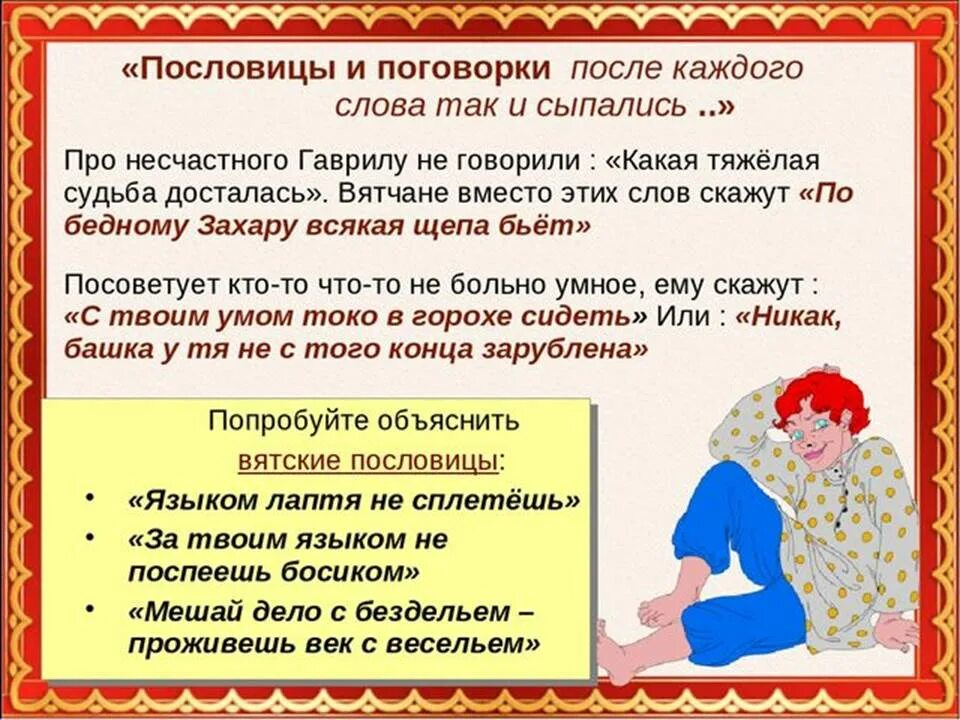 «Пословицы и поговорки после каждого
слова так и сыпались ..»
Про несчастного Гаврилу не говорили : «Какая тяжёлая
судьба досталась». Вятчане вместо этих слов скажут «По
бедному Захару всякая щепа бьёт»
Посоветует кто-то что-то не больно умное, ему скажут :
«С твоим умом токо в горохе сидеть» Или : «Никак,
башка у тя не с того конца зарублена»
Попробуйте объяснить
вятские пословицы:
• «Языком лаптя не сплетёшь»
• «За твоим языком не
поспеешь босиком»
• «Мешай дело с бездельем –
проживешь век с весельем»